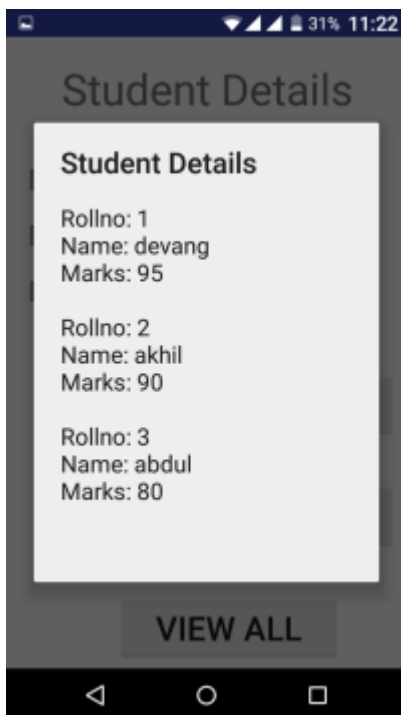 31% 11:22
Student Details
Student Details
Rollno: 1
Name: devang
Marks: 95
Rollno: 2
Name: akhil
Marks: 90
Rollno: 3
Name: abdul
Marks: 80
VIEW ALL